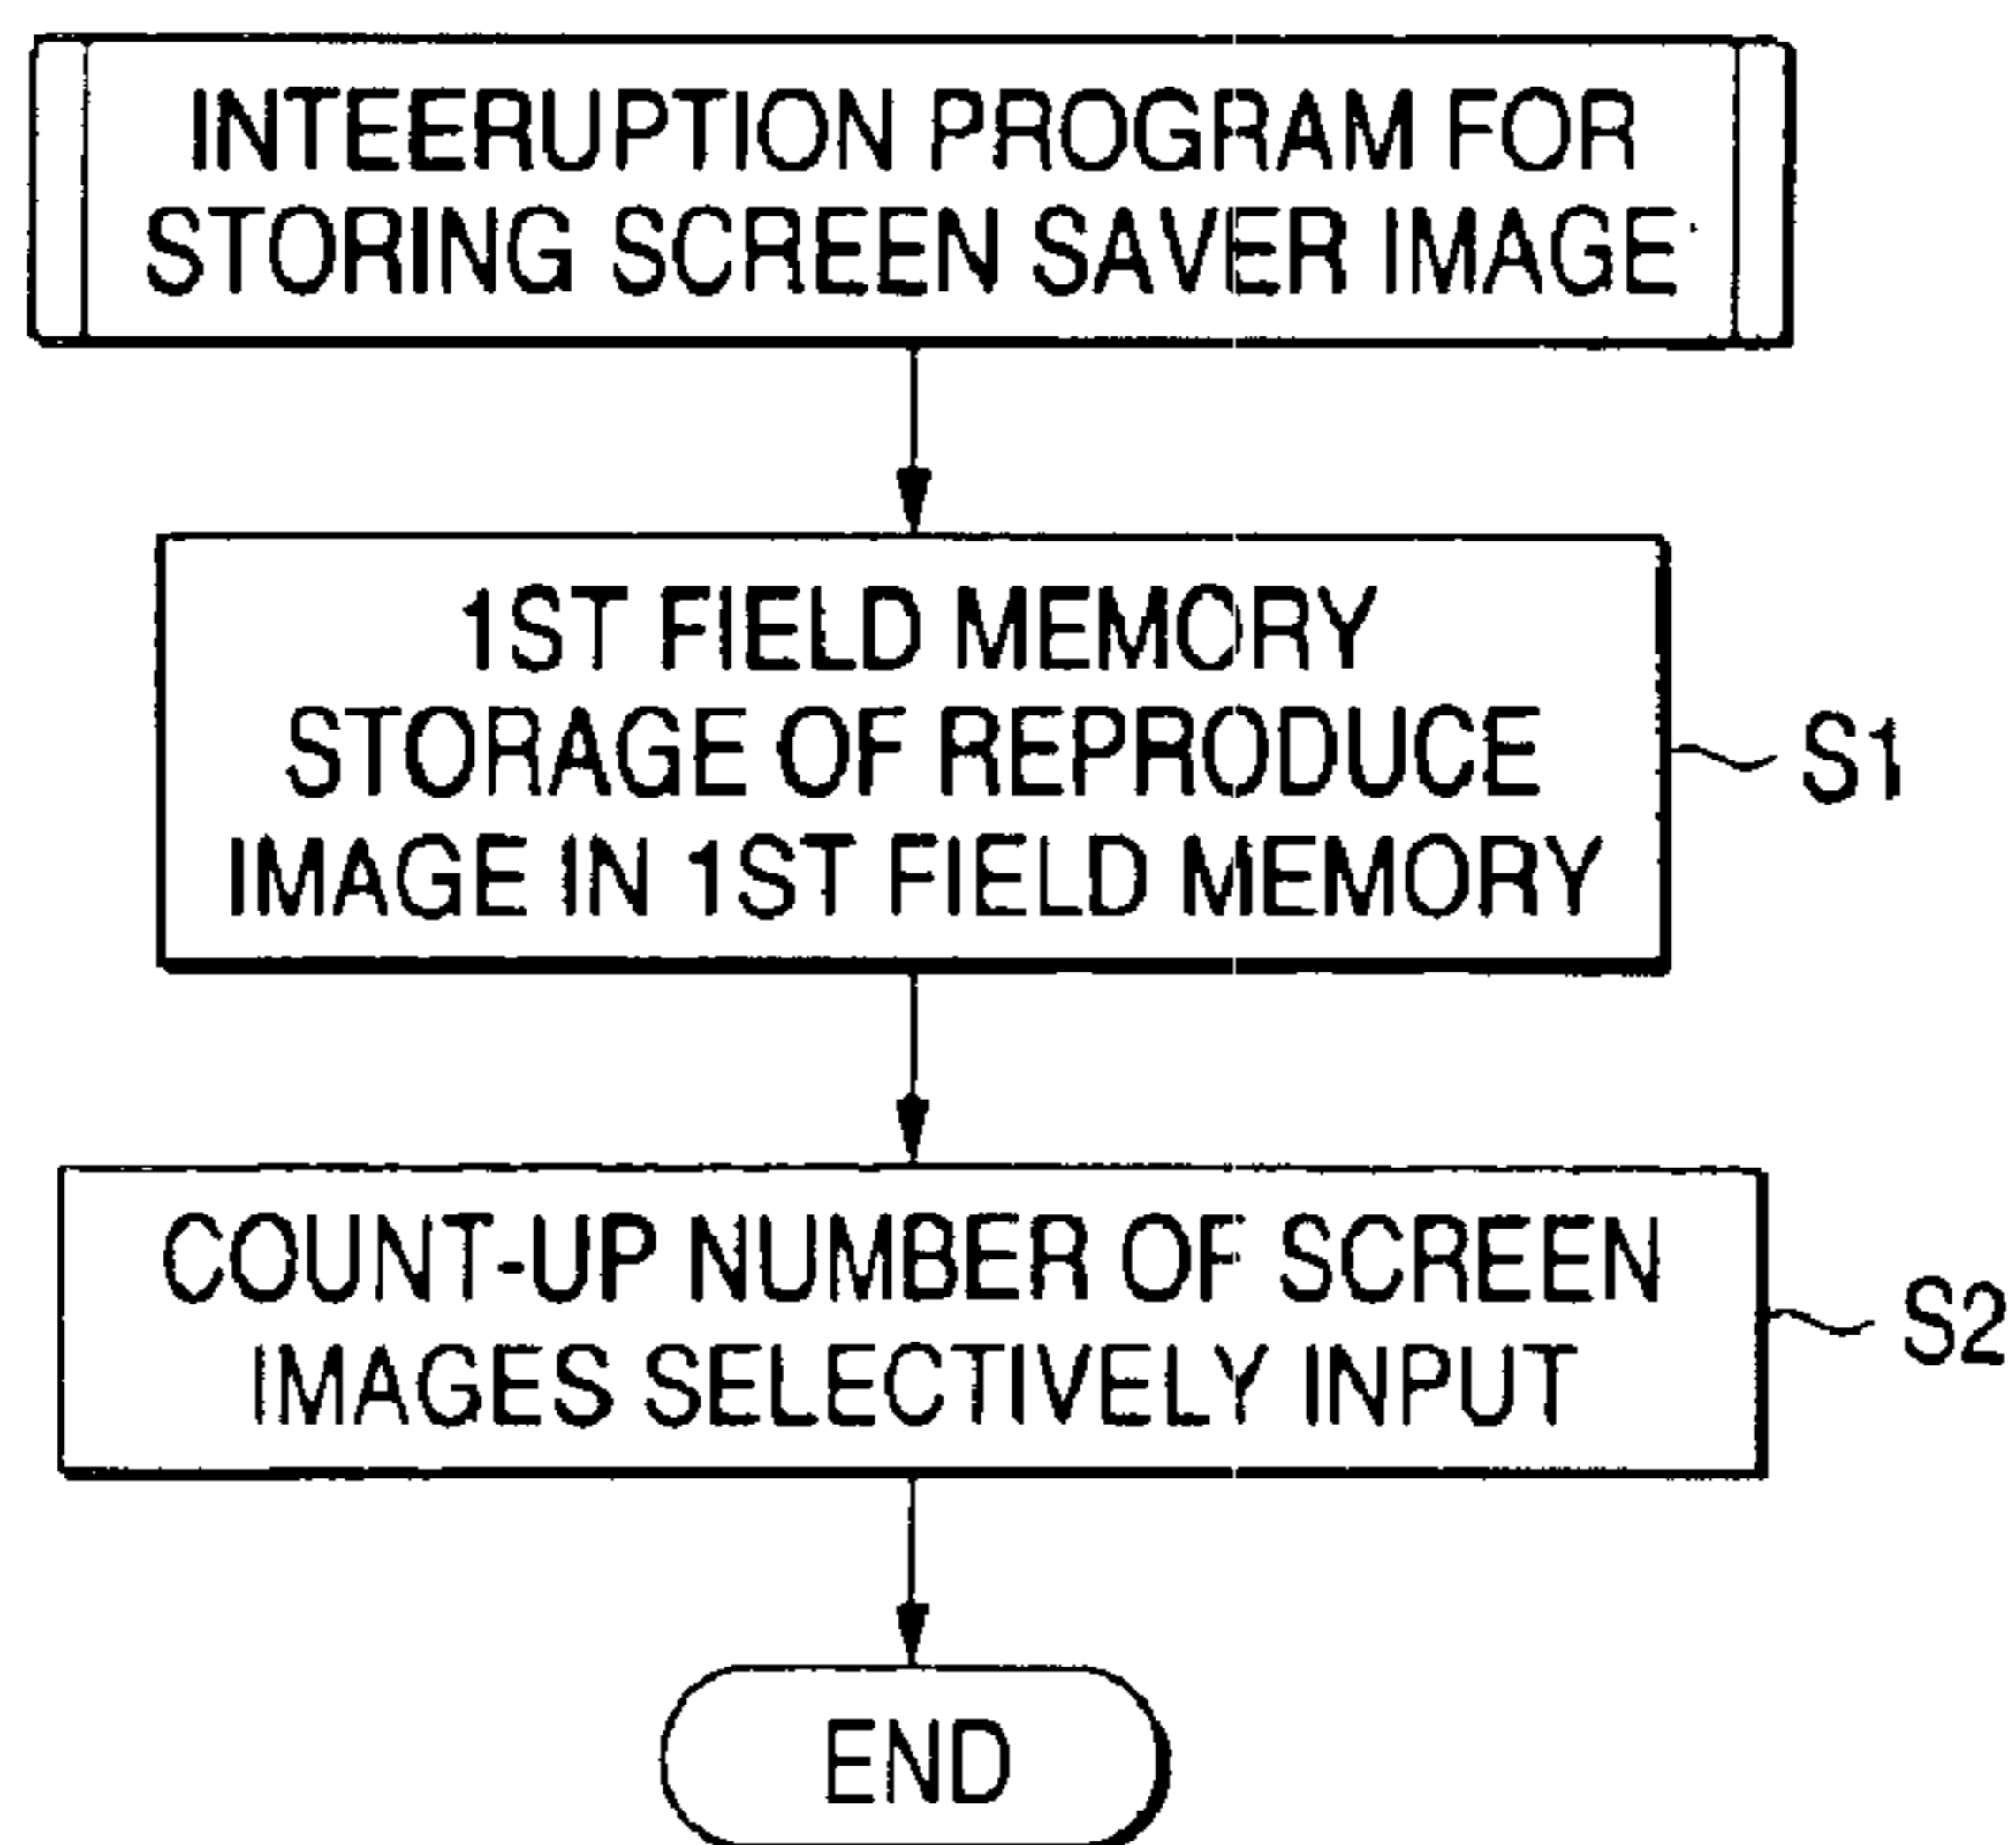 INTEERUPTION PROGRAM FOR
STORING SCREEN SAVER IMAGE
1ST FIELD MEMORY
STORAGE OF REPRODUCE
IMAGE IN 1ST FIELD MEMORY
S1
COUNT-UP NUMBER OF SCREEN
IMAGES SELECTIVELY INPUT
S2
END